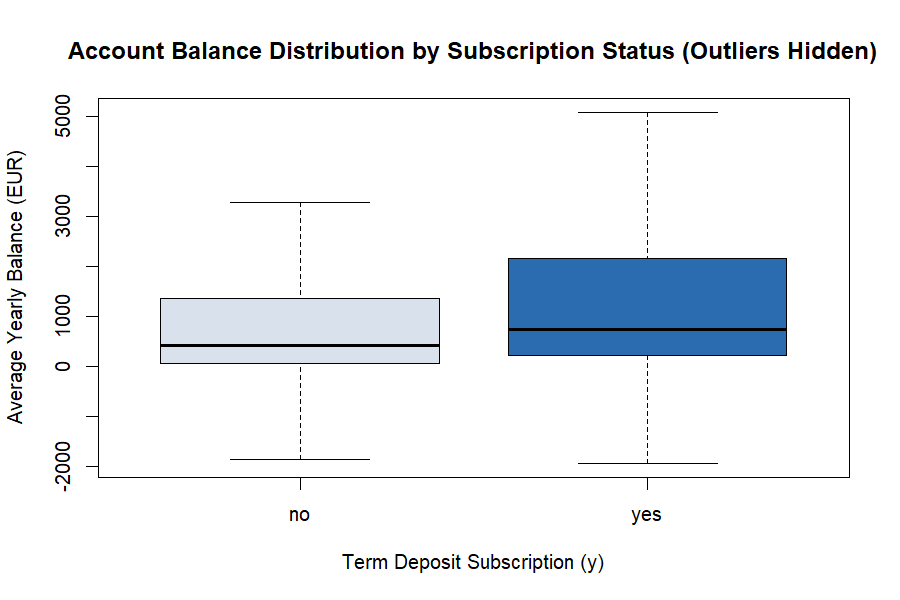 Account Balance Distribution by Subscription Status (Outliers Hidden)
Average Yearly Balance (EUR)
5000
3000
1000
0
-2000
no yes
Term Deposit Subscription (y)